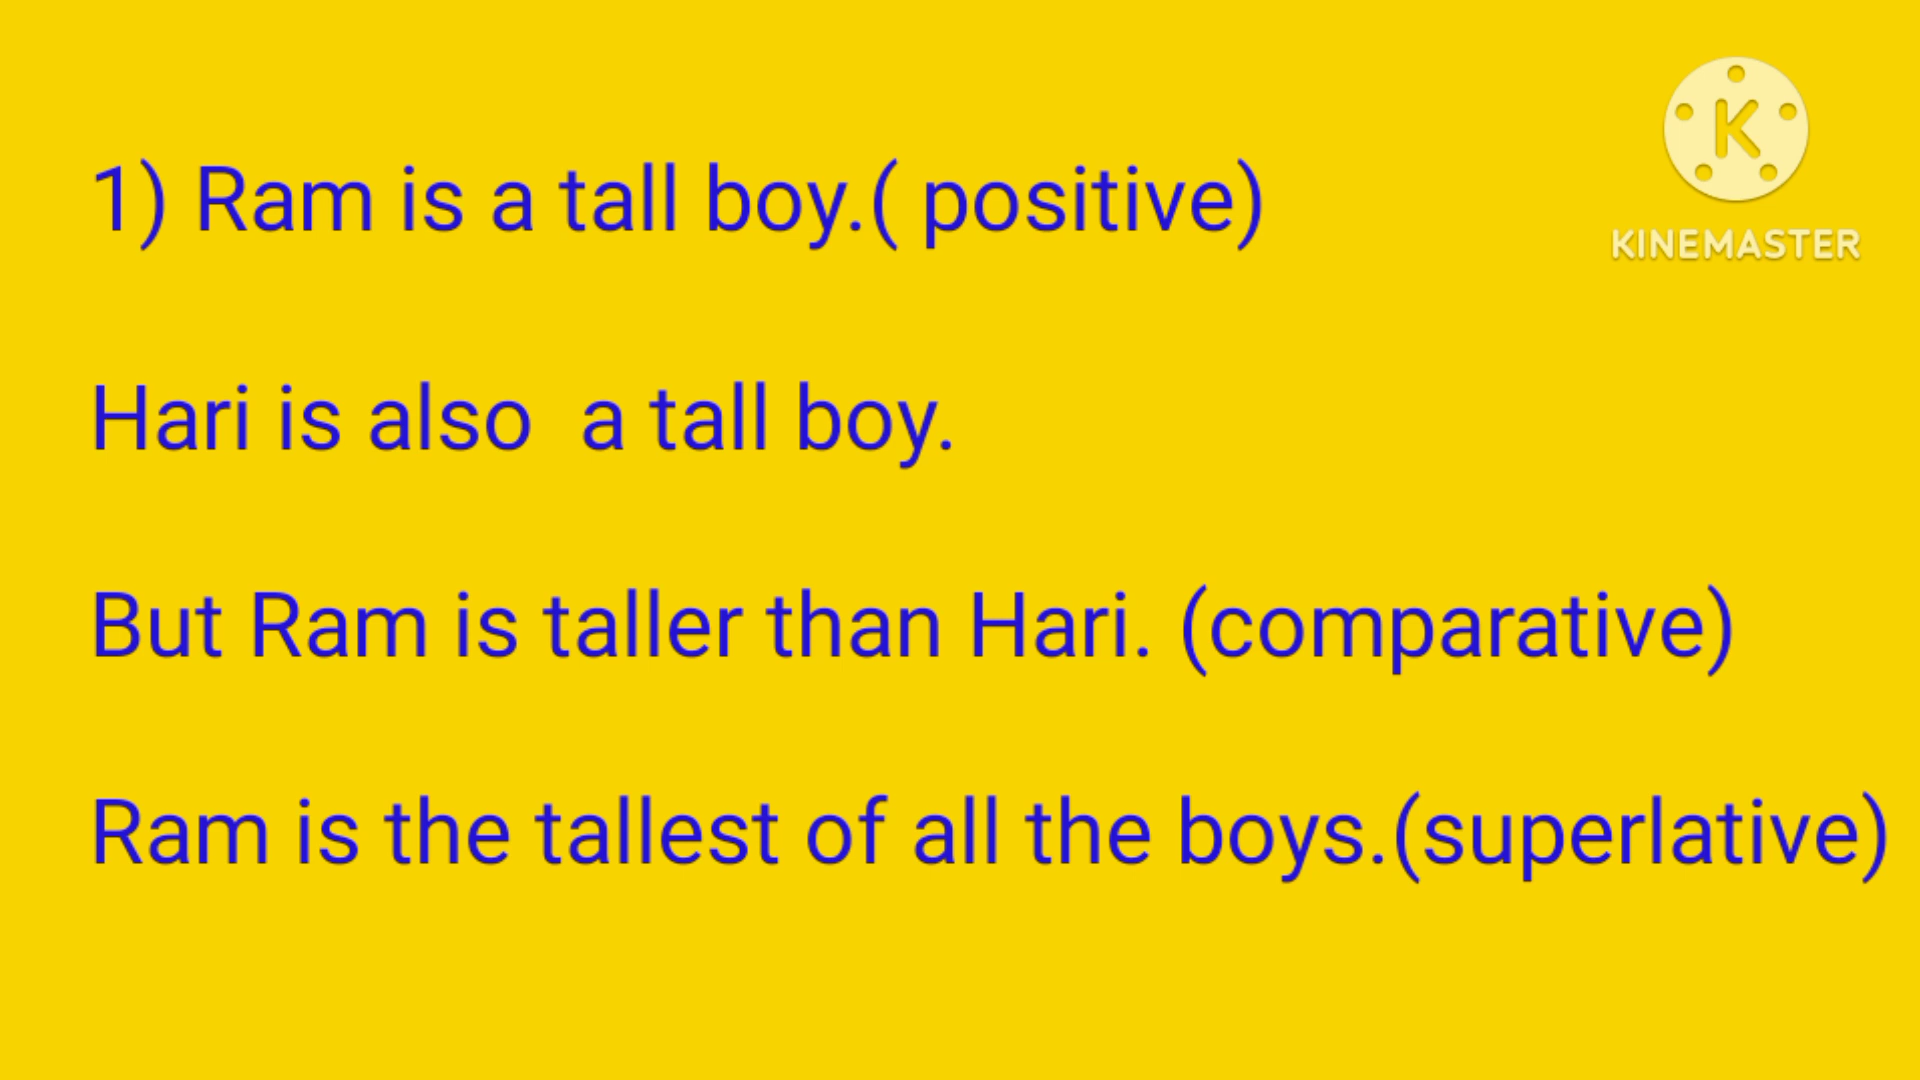 1) Ram is a tall boy.( positive)
KINEMASTER
Hari is also  a tall boy.
But Ram is taller than Hari. (comparative)
Ram is the tallest of all the boys.(superlative)